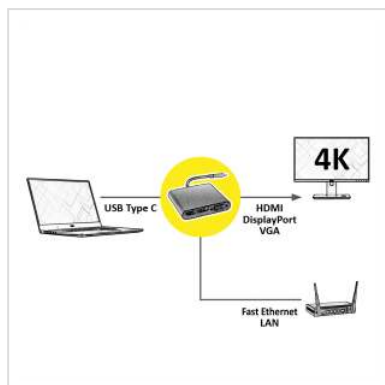 4K
USB Type C
HDMI
DisplayPort
VGA
Fast Ethernet
LAN